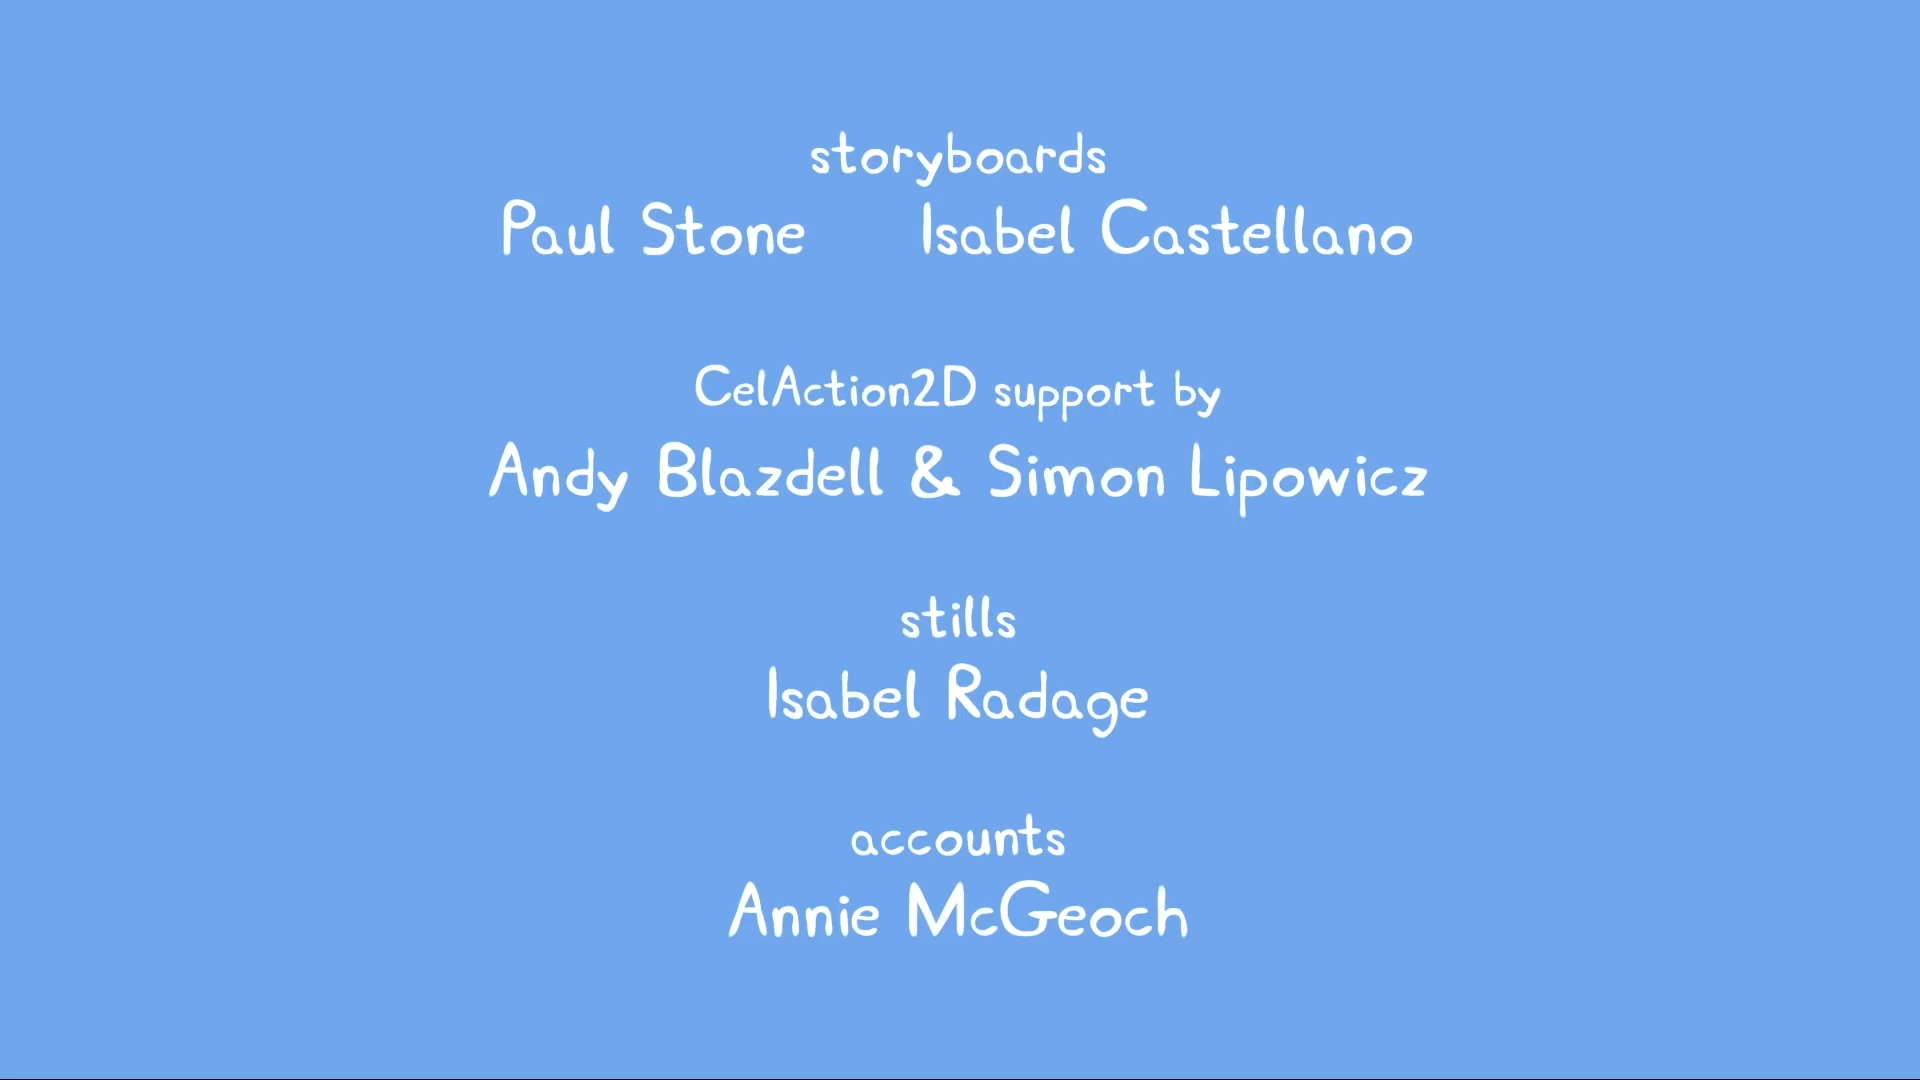 storyboards
Paul Stone Isabel Castellano
CelAction2D support by
Andy Blazdell & Simon Lipowicz
stills
Isabel Radage
accounts
Annie McGeoch